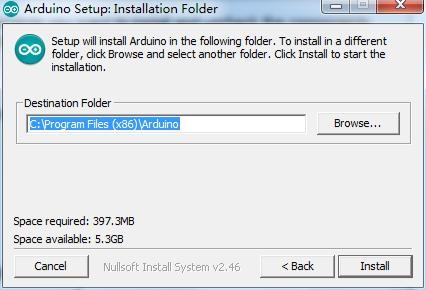 Arduino Setup: Installation Folder
Setup will install Arduino in the following folder. To install in a different
folder, click Browse and select another folder. Click Install to start the
installation.
Destination Folder
C:\Program Files (x86)\Arduino
Browse...
Space required: 397.3MB
Space available: 5.3GB
Cancel
Nullsoft Install System v2.46
< Back
Install